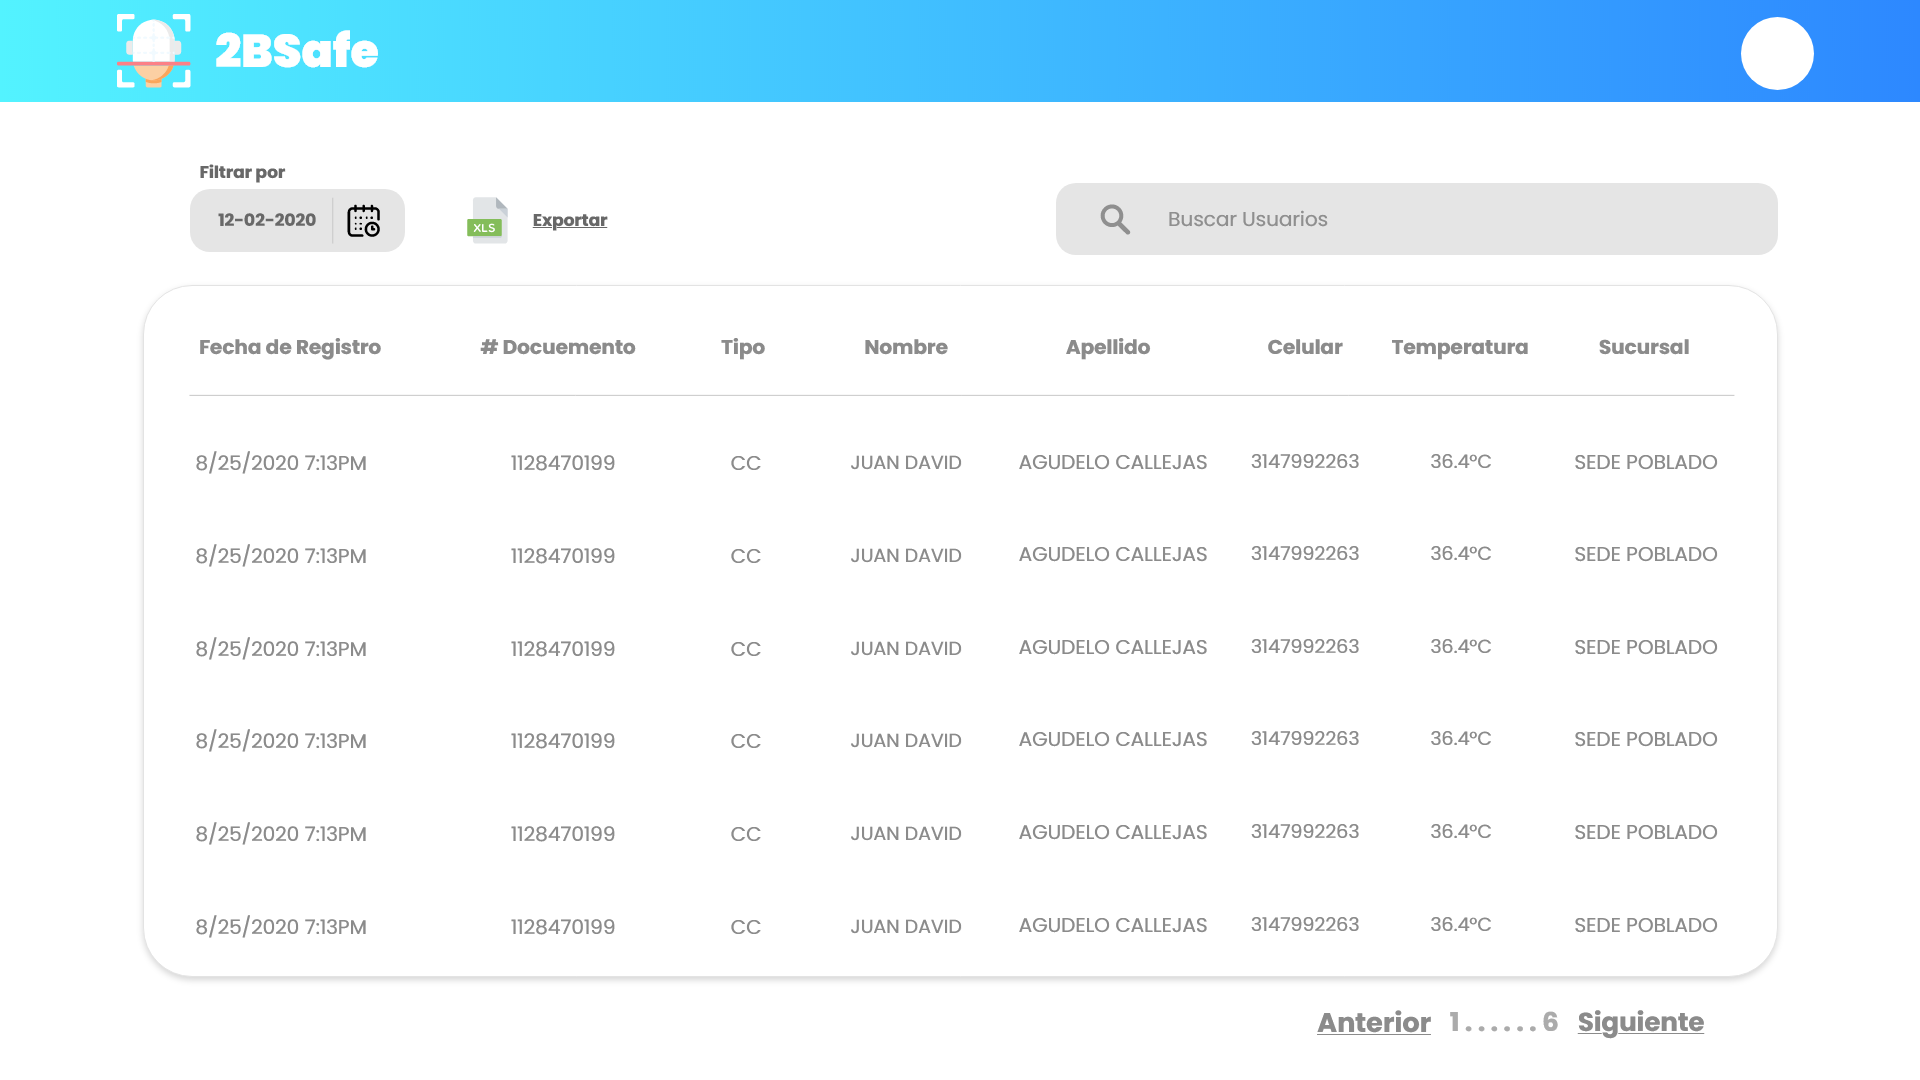 2BSafe
Filtrar por
12-02-2020
XLS
Exportar
Buscar Usuarios
Fecha de Registro # Docuemento Tipo Nombre Apellido Celular Temperatura Sucursal
8/25/2020 7:13PM 1128470199 CC JUAN DAVID AGUDELO CALLEJAS 3147992263 36.4°C SEDE POBLADO
8/25/2020 7:13PM 1128470199 CC JUAN DAVID AGUDELO CALLEJAS 3147992263 36.4°C SEDE POBLADO
8/25/2020 7:13PM 1128470199 CC JUAN DAVID AGUDELO CALLEJAS 3147992263 36.4°C SEDE POBLADO
8/25/2020 7:13PM 1128470199 CC JUAN DAVID AGUDELO CALLEJAS 3147992263 36.4°C SEDE POBLADO
8/25/2020 7:13PM 1128470199 CC JUAN DAVID AGUDELO CALLEJAS 3147992263 36.4°C SEDE POBLADO
8/25/2020 7:13PM 1128470199 CC JUAN DAVID AGUDELO CALLEJAS 3147992263 36.4°C SEDE POBLADO
Anterior 1 . . . . . . 6 Siguiente